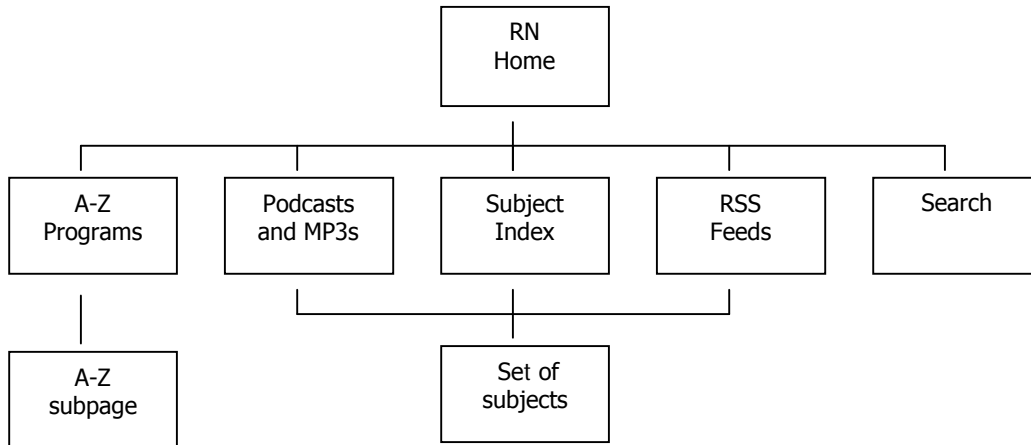 RN
Home
A-Z
Programs
Podcasts
and MP3s
Subject
Index
RSS
Feeds
Search
A-Z
subpage
Set of
subjects